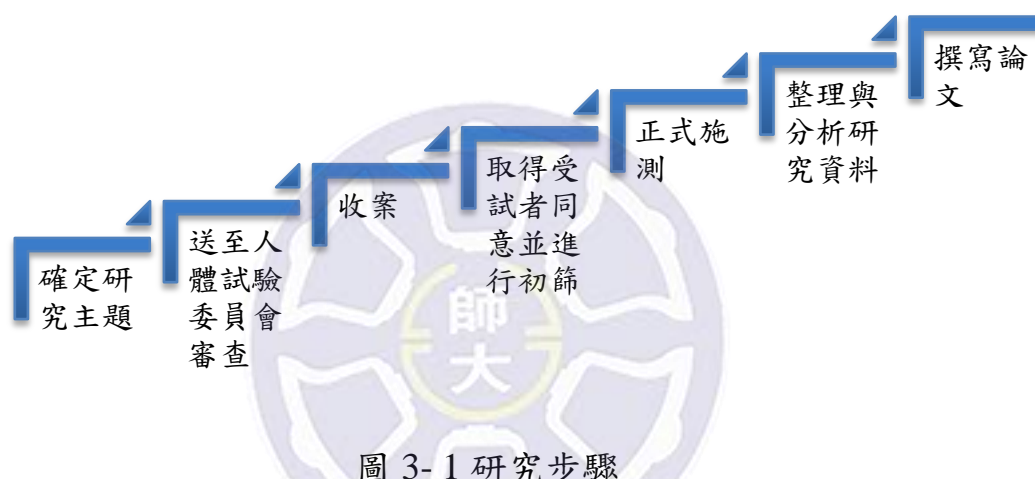 確定研
究主題
送至人
體試驗
委員會
審查
收案
取得受
試者同
意並進
行初篩
正式施
測
整理與
分析研
究資料
撰寫論
文
師
大
圖 3- 1 研究步驟